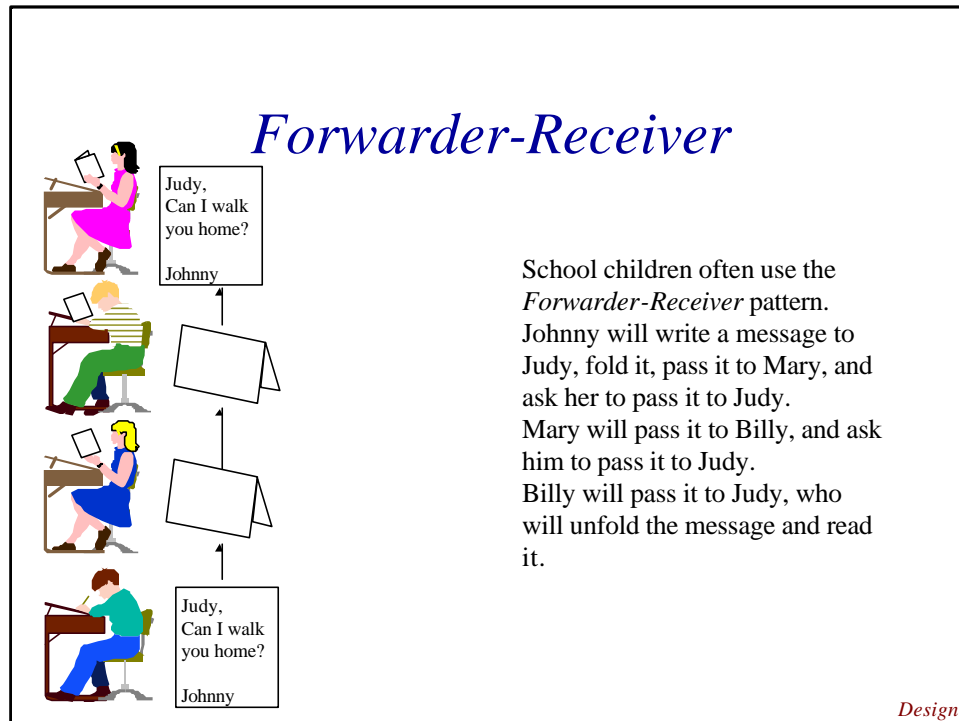 Forwarder-Receiver
Judy,
Can I walk
you home?
Johnny
School children often use the
Forwarder-Receiver pattern.
Johnny will write a message to
Judy, fold it, pass it to Mary, and
ask her to pass it to Judy.
Mary will pass it to Billy, and ask
him to pass it to Judy.
Billy will pass it to Judy, who
will unfold the message and read
it.
Judy,
Can I walk
you home?
Johnny
Design